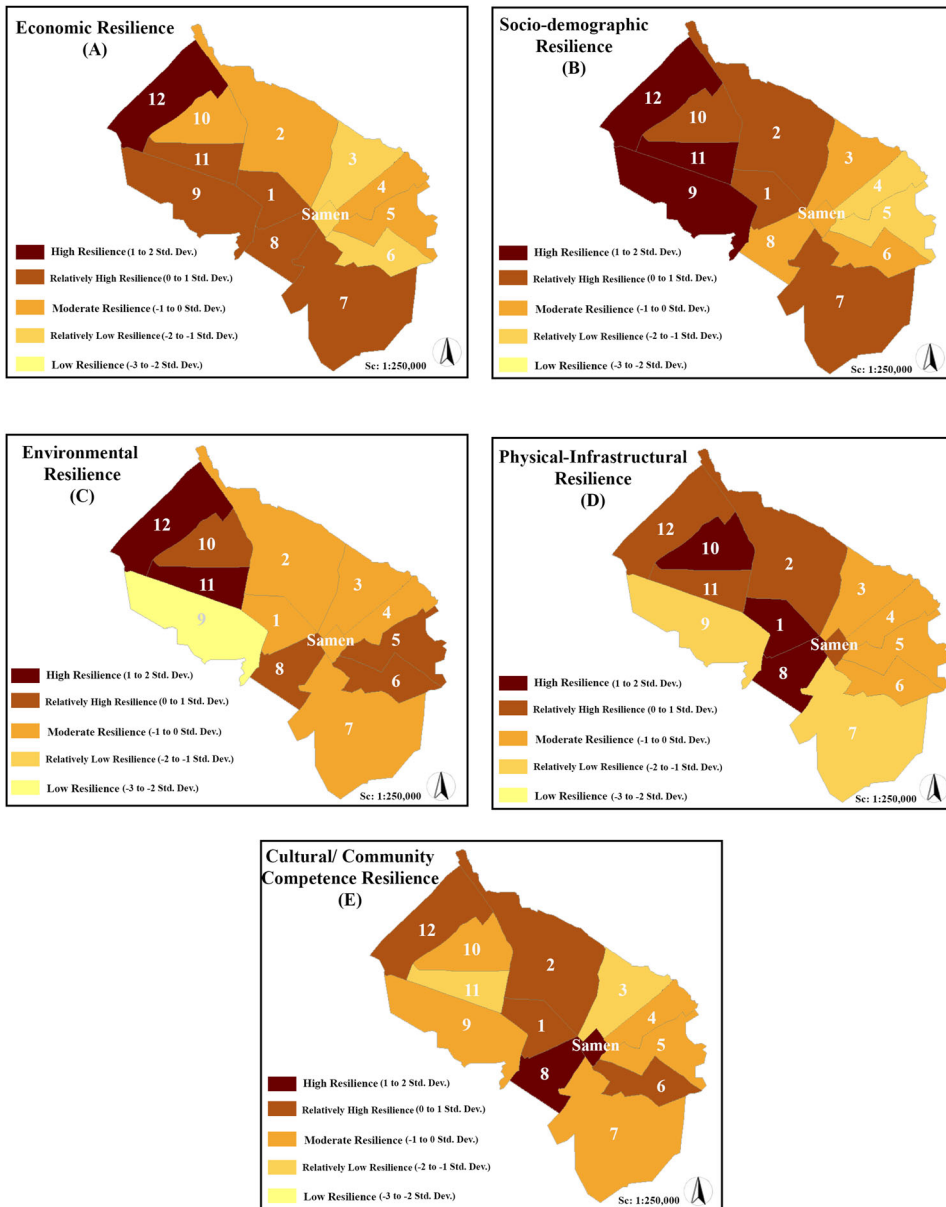 Economic Resilience
(A)
12
10
2
3
11
4
9
1
Samen
5
8
6
7
High Resilience (1 to 2 Std. Dev.)
Relatively High Resilience (0 to 1 Std. Dev.)
Moderate Resilience (-1 to 0 Std. Dev.)
Relatively Low Resilience (-2 to -1 Std. Dev.)
Low Resilience (-3 to -2 Std. Dev.)
Sc: 1:250,000
Socio-demographic
Resilience
(B)
12
10
2
3
11
4
9
1
Samen
5
8
6
7
High Resilience (1 to 2 Std. Dev.)
Relatively High Resilience (0 to 1 Std. Dev.)
Moderate Resilience (-1 to 0 Std. Dev.)
Relatively Low Resilience (-2 to -1 Std. Dev.)
Low Resilience (-3 to -2 Std. Dev.)
Sc: 1:250,000
Environmental
Resilience
(C)
12
10
2
3
11
4
9
1
Samen
5
8
6
7
High Resilience (1 to 2 Std. Dev.)
Relatively High Resilience (0 to 1 Std. Dev.)
Moderate Resilience (-1 to 0 Std. Dev.)
Relatively Low Resilience (-2 to -1 Std. Dev.)
Low Resilience (-3 to -2 Std. Dev.)
Sc: 1:250,000
Physical-Infrastructural
Resilience
(D)
12
10
2
3
11
4
9
1
Samen
5
8
6
7
High Resilience (1 to 2 Std. Dev.)
Relatively High Resilience (0 to 1 Std. Dev.)
Moderate Resilience (-1 to 0 Std. Dev.)
Relatively Low Resilience (-2 to -1 Std. Dev.)
Low Resilience (-3 to -2 Std. Dev.)
Sc: 1:250,000
Cultural/ Community
Competence Resilience
(E)
12
10
2
3
11
4
9
1
Samen
5
8
6
7
High Resilience (1 to 2 Std. Dev.)
Relatively High Resilience (0 to 1 Std. Dev.)
Moderate Resilience (-1 to 0 Std. Dev.)
Relatively Low Resilience (-2 to -1 Std. Dev.)
Low Resilience (-3 to -2 Std. Dev.)
Sc: 1:250,000